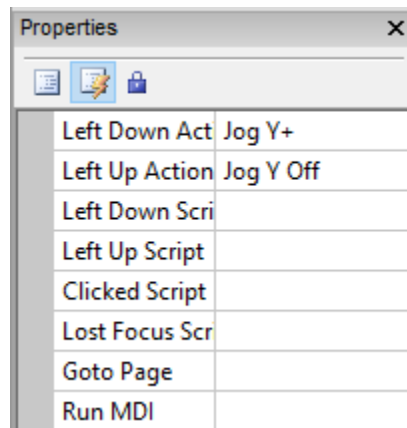 Properties
Left Down Act Jog Y+
Left Up Action Jog Y Off
Left Down Scri
Left Up Script
Clicked Script
Lost Focus Scr
Goto Page
Run MDI